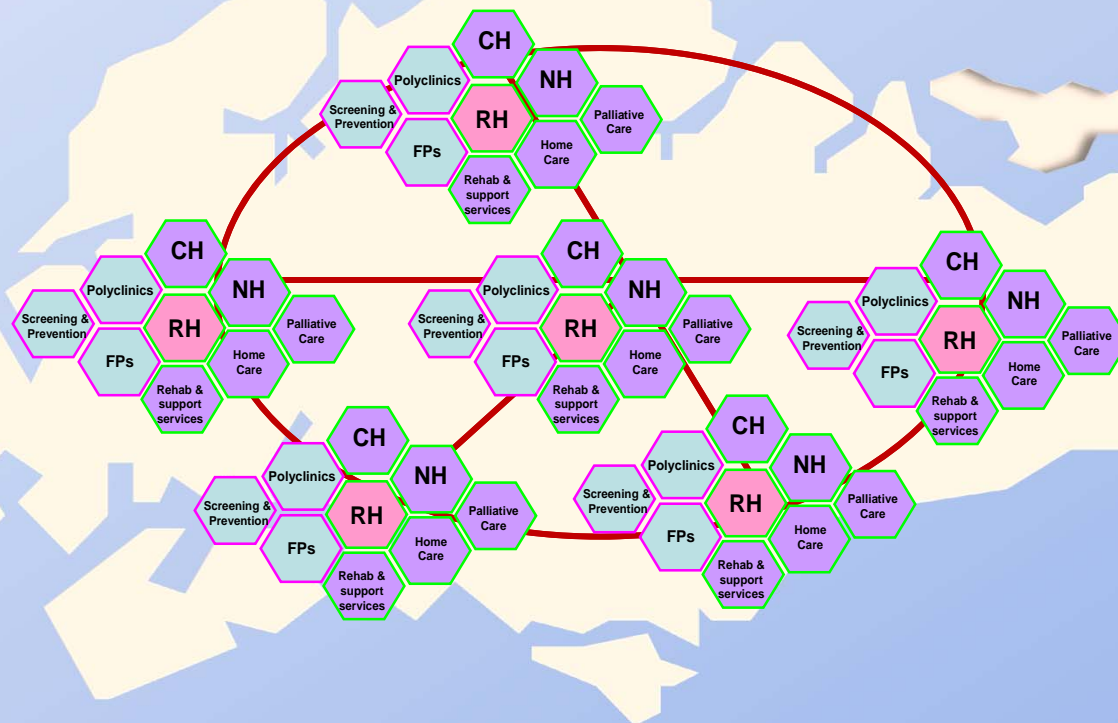 CH
Polyclinics
NH
Screening &
Prevention
RH
Palliative
Care
FPs
Home
Care
Rehab &
support
services
CH
Polyclinics
NH
Screening &
Prevention
RH
Palliative
Care
FPs
Home
Care
Rehab &
support
services
CH
Polyclinics
NH
Screening &
Prevention
RH
Palliative
Care
FPs
Home
Care
Rehab &
support
services
CH
Polyclinics
NH
Screening &
Prevention
RH
Palliative
Care
FPs
Home
Care
Rehab &
support
services
CH
Polyclinics
NH
Screening &
Prevention
RH
Palliative
Care
FPs
Home
Care
Rehab &
support
services
CH
Polyclinics
NH
Screening &
Prevention
RH
Palliative
Care
FPs
Home
Care
Rehab &
support
services